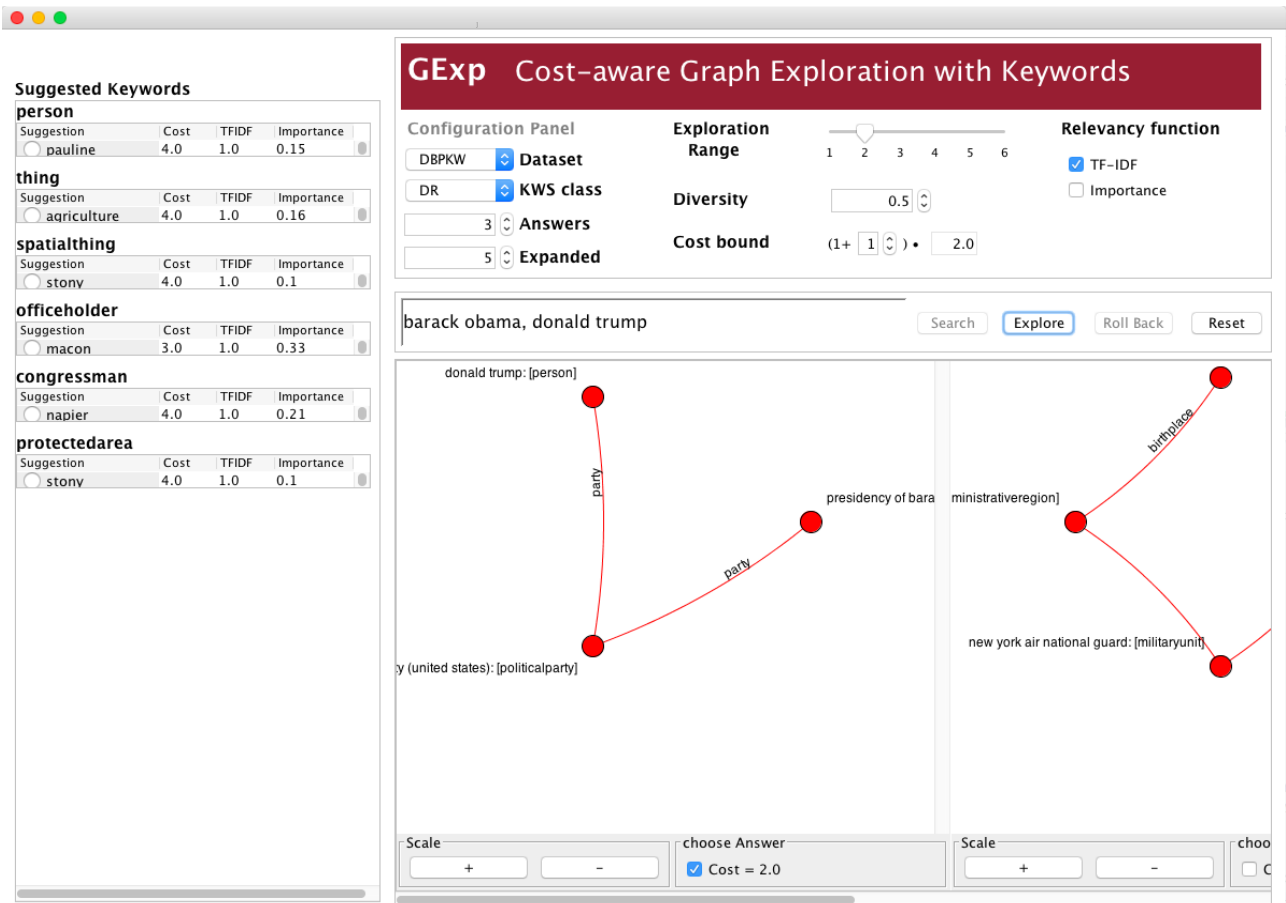 Suggested Keywords
person
Suggestion Cost TFIDF Importance
pauline 4.0 1.0 0.15
thing
Suggestion Cost TFIDF Importance
agriculture 4.0 1.0 0.16
spatialthing
Suggestion Cost TFIDF Importance
stony 4.0 1.0 0.1
officeholder
Suggestion Cost TFIDF Importance
macon 3.0 1.0 0.33
congressman
Suggestion Cost TFIDF Importance
napier 4.0 1.0 0.21
protectedarea
Suggestion Cost TFIDF Importance
stony 4.0 1.0 0.1
GExp Cost-aware Graph Exploration with Keywords
Configuration Panel
DBPKW Dataset
DR KWS class
3 Answers
5 Expanded
Exploration
Range
1 2 3 4 5 6
Diversity 0.5
Cost bound (1+ 1 ) • 2.0
Relevancy function
TF-IDF
Importance
barack obama, donald trump
Search Explore Roll Back Reset
donald trump: [person]
party
presidency of bara
party
y (united states): [politicalparty]
birthplace
ministrativeregion]
new york air national guard: [militaryunit]
Scale
+ -
choose Answer
Cost = 2.0
Scale
+ -
choo
C